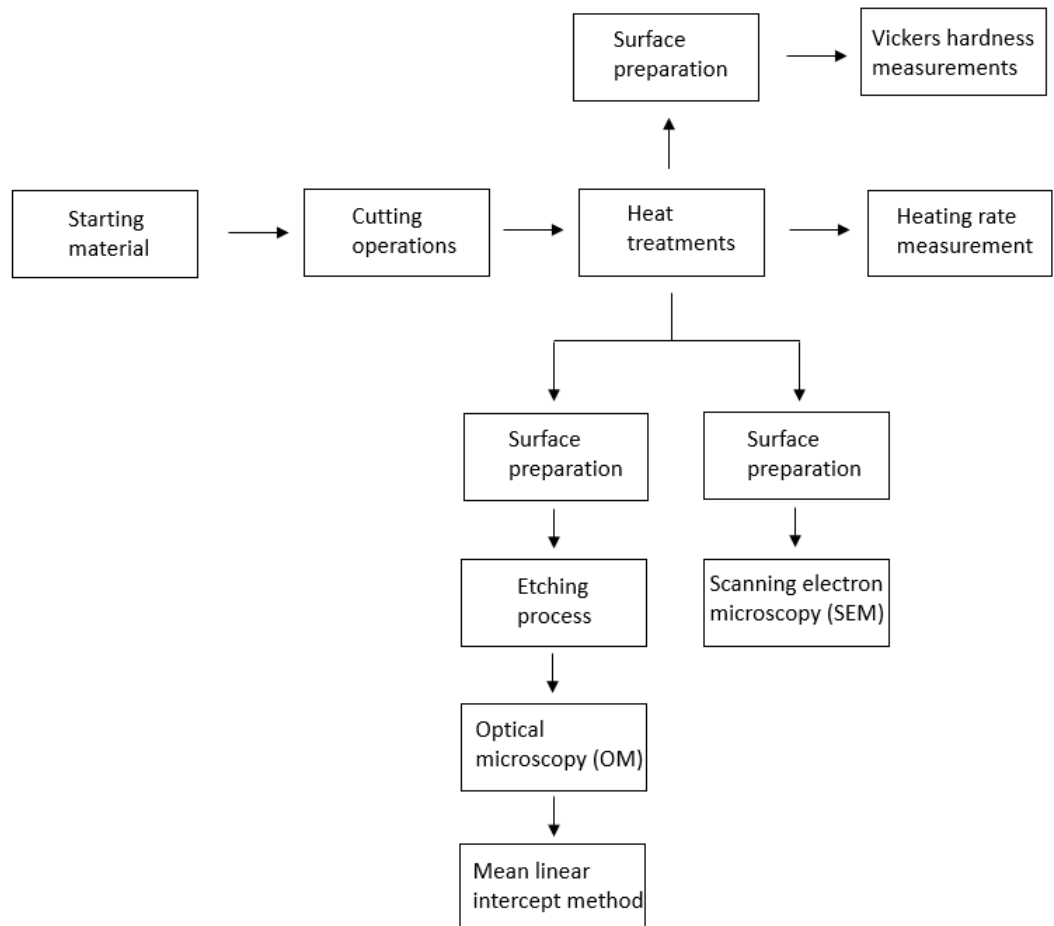 Surface
preparation
Vickers hardness
measurements
Starting
material
Cutting
operations
Heat
treatments
Heating rate
measurement
Surface
preparation
Surface
preparation
Etching
process
Scanning electron
microscopy (SEM)
Optical
microscopy (OM)
Mean linear
intercept method